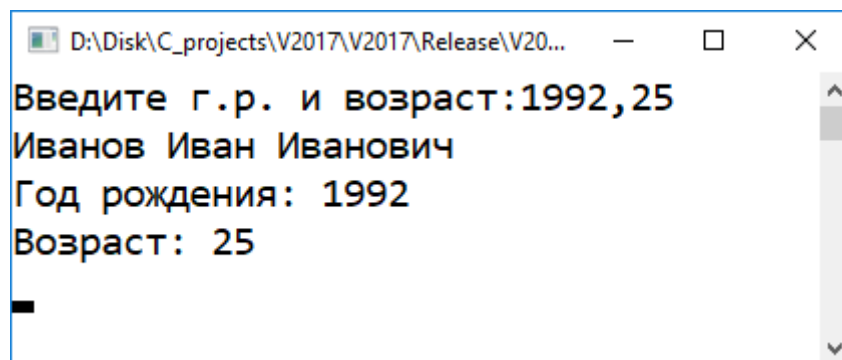 D:\Disk\C_projects\V2017\V2017\Release\V20...
Введите г.р. и возраст:1992,25
Иванов Иван Иванович
Год рождения: 1992
Возраст: 25